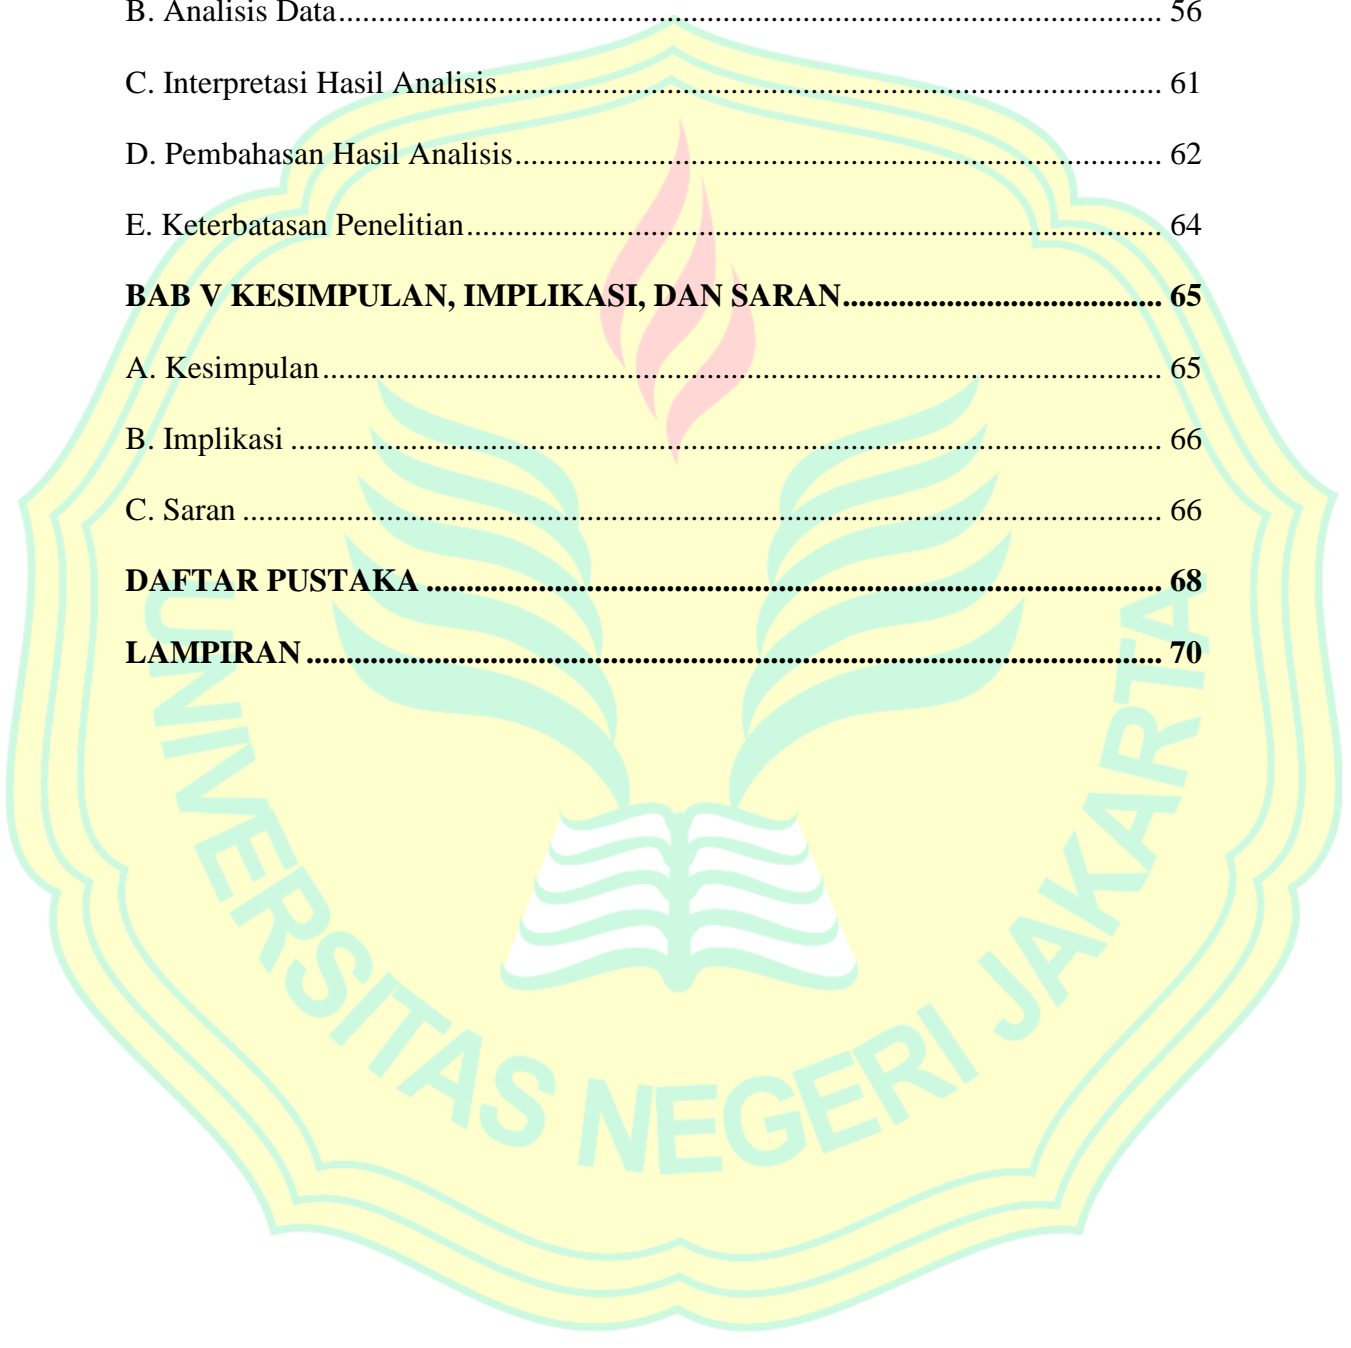 B. Analisis Data....................................................................................................... 56
C. Interpretasi Hasil Analisis................................................................................... 61
D. Pembahasan Hasil Analisis................................................................................. 62
E. Keterbatasan Penelitian....................................................................................... 64
BAB V KESIMPULAN, IMPLIKASI, DAN SARAN........................................ 65
A. Kesimpulan......................................................................................................... 65
B. Implikasi ............................................................................................................. 66
C. Saran ................................................................................................................... 66
DAFTAR PUSTAKA ............................................................................................ 68
LAMPIRAN ........................................................................................................... 70
UNIVERSITAS NEGERI JAKARTA